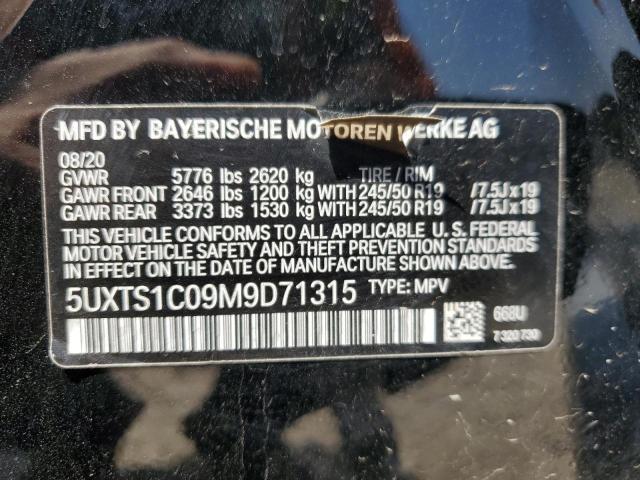 MFD BY BAYERISCHE MOTOREN WERKE AG
08/20
GVWR 5776 lbs 2620 kg TIRE / RIM
GAWR FRONT 2646 lbs 1200 kg WITH 245/50 R19 /7.5Jx19
GAWR REAR 3373 lbs 1530 kg WITH 245/50 R19 /7.5Jx19
THIS VEHICLE CONFORMS TO ALL APPLICABLE U.S. FEDERAL
MOTOR VEHICLE SAFETY AND THEFT PREVENTION STANDARDS
IN EFFECT ON THE DATE OF MANUFACTURE SHOWN ABOVE.
5UXTS1C09M9D71315 TYPE: MPV
668U
7 320 730